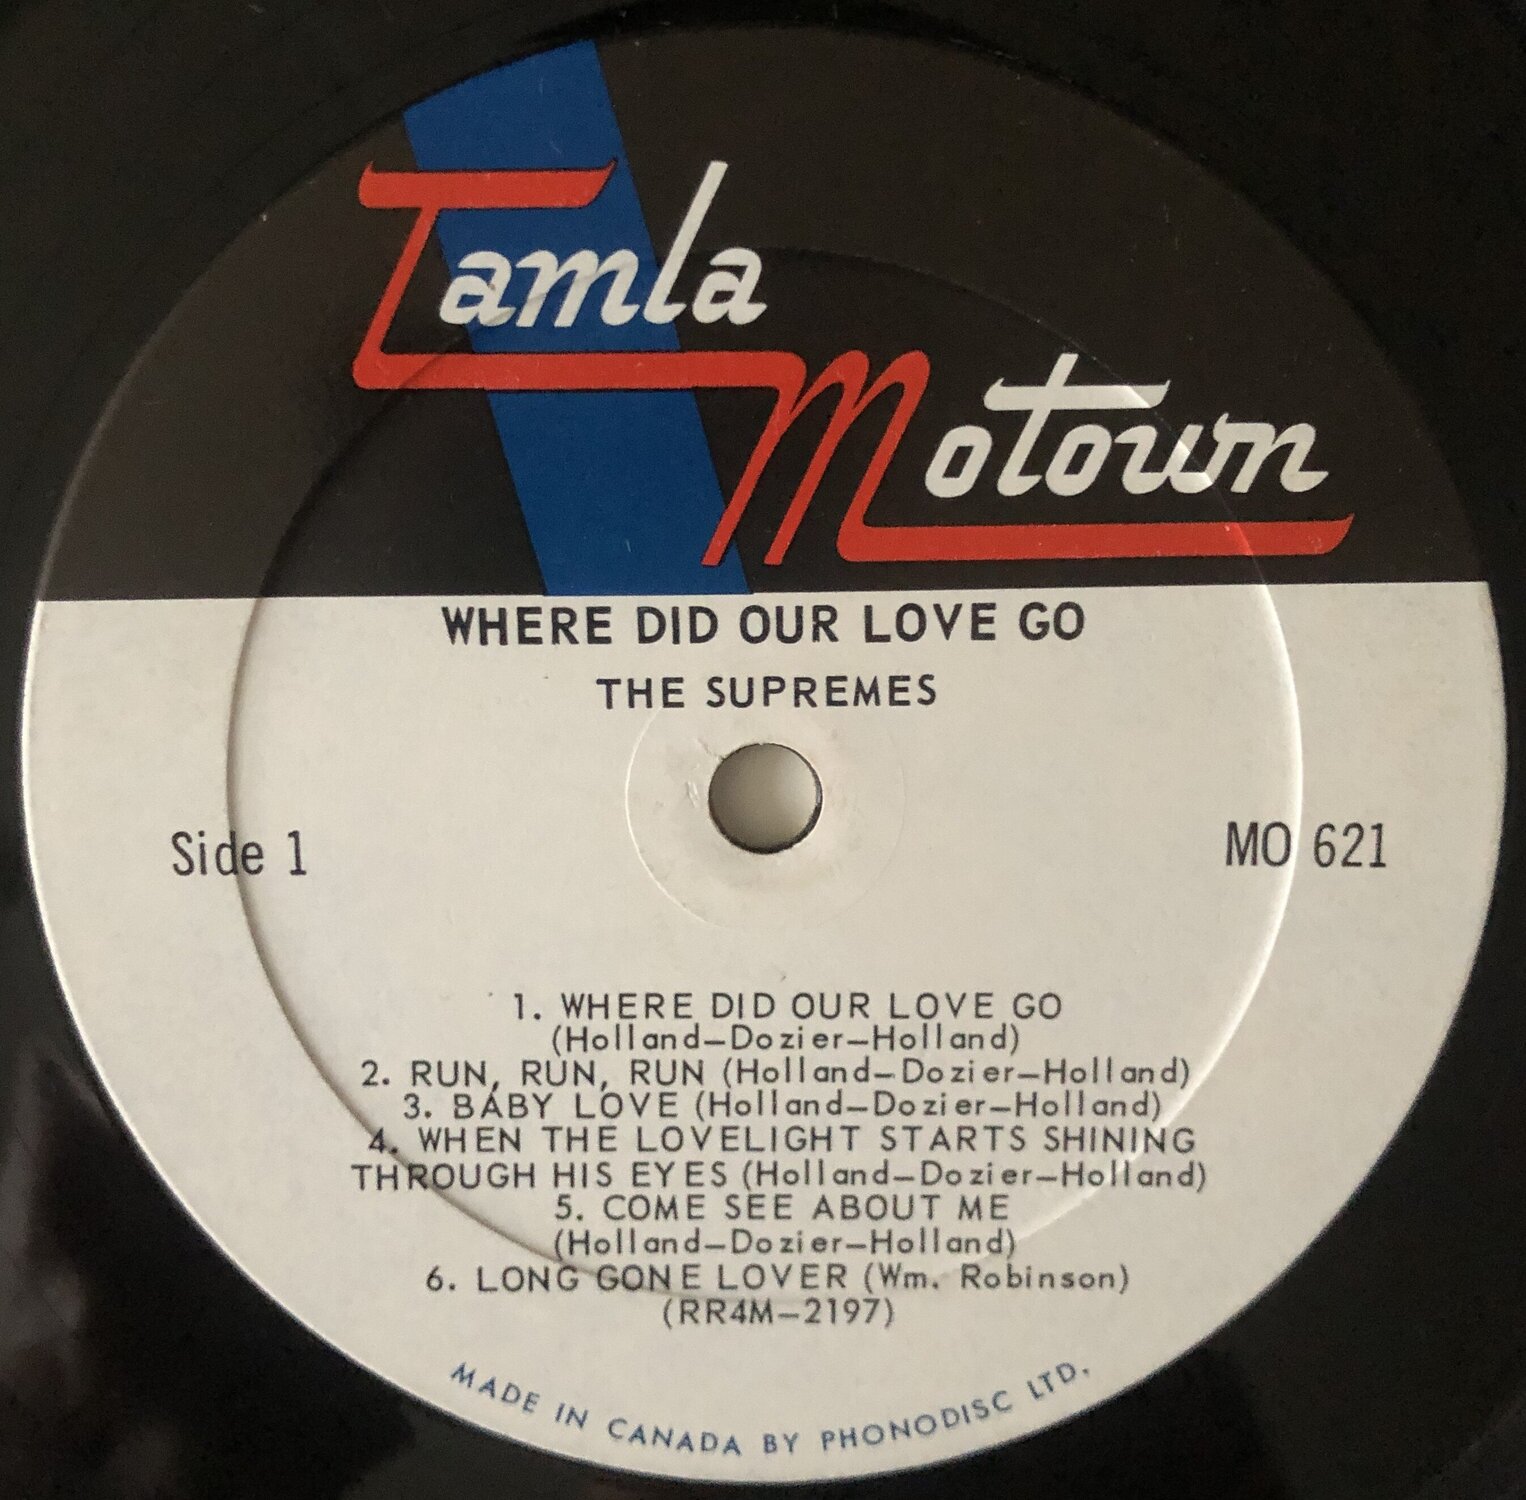 Tamla
Motown
WHERE DID OUR LOVE GO
THE SUPREMES
Side 1
MO 621
1. WHERE DID OUR LOVE GO
(Holland–Dozier–Holland)
2. RUN, RUN, RUN (Holland–Dozier–Holland)
3. BABY LOVE (Holland–Dozier–Holland)
4. WHEN THE LOVELIGHT STARTS SHINING
THROUGH HIS EYES (Holland–Dozier–Holland)
5. COME SEE ABOUT ME
(Holland–Dozier–Holland)
6. LONG GONE LOVER (Wm. Robinson)
(RR4M–2197)
MADE IN CANADA BY PHONODISC LTD.